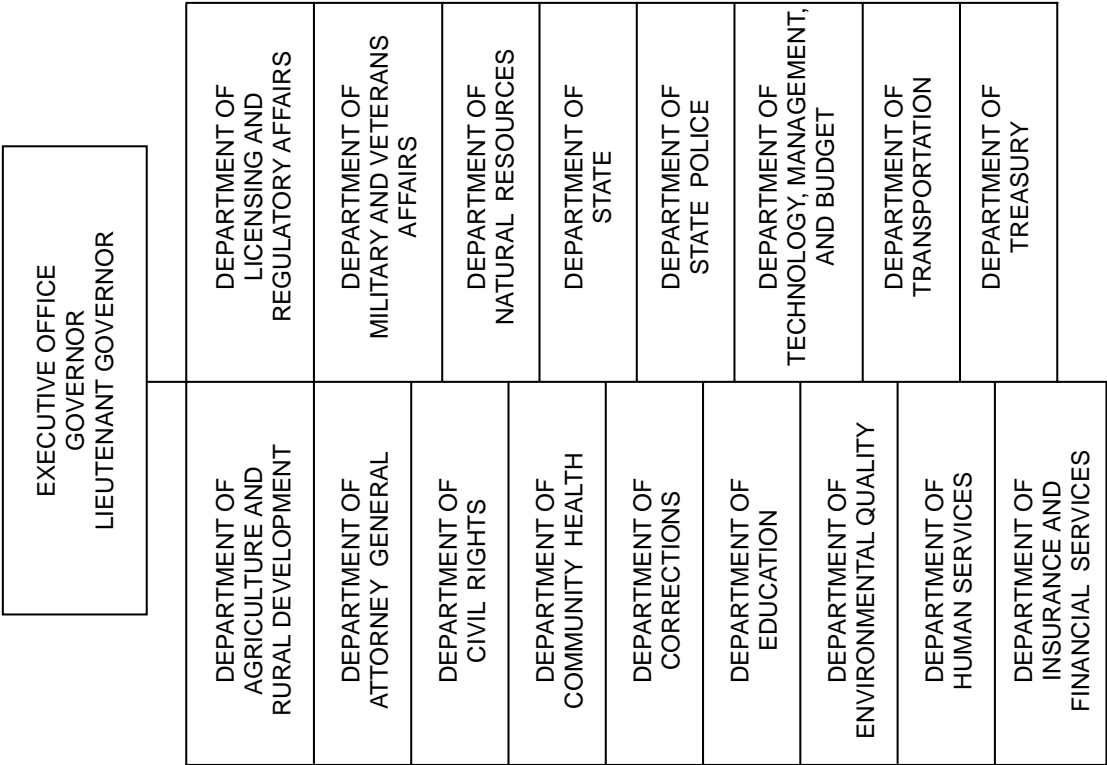 EXECUTIVE OFFICE
GOVERNOR
LIEUTENANT GOVERNOR
DEPARTMENT OF
AGRICULTURE AND
RURAL DEVELOPMENT
DEPARTMENT OF
ATTORNEY GENERAL
DEPARTMENT OF
CIVIL RIGHTS
DEPARTMENT OF
COMMUNITY HEALTH
DEPARTMENT OF
CORRECTIONS
DEPARTMENT OF
EDUCATION
DEPARTMENT OF
ENVIRONMENTAL QUALITY
DEPARTMENT OF
HUMAN SERVICES
DEPARTMENT OF
INSURANCE AND
FINANCIAL SERVICES
DEPARTMENT OF
LICENSING AND
REGULATORY AFFAIRS
DEPARTMENT OF
MILITARY AND VETERANS
AFFAIRS
DEPARTMENT OF
NATURAL RESOURCES
DEPARTMENT OF
STATE
DEPARTMENT OF
STATE POLICE
DEPARTMENT OF
TECHNOLOGY, MANAGEMENT,
AND BUDGET
DEPARTMENT OF
TRANSPORTATION
DEPARTMENT OF
TREASURY